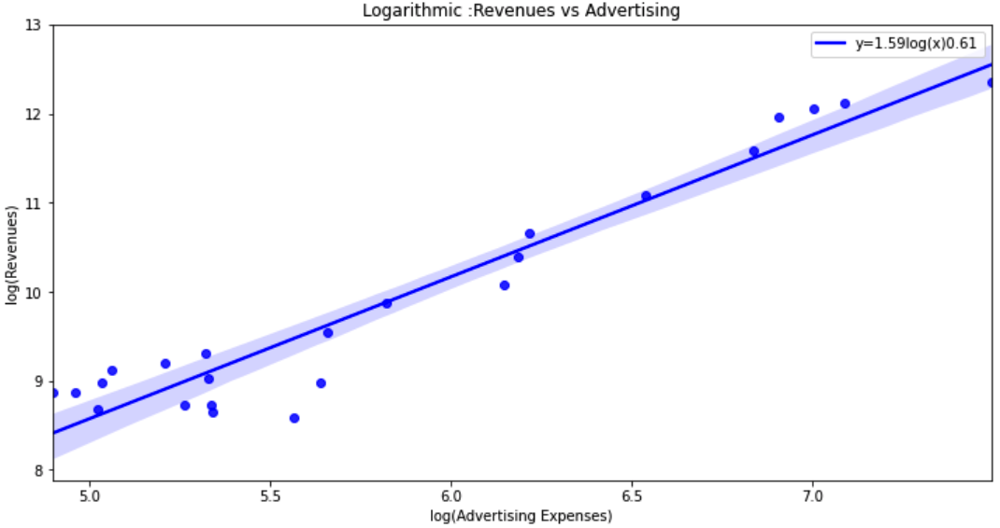 Logarithmic :Revenues vs Advertising
y=1.59log(x)0.61
13
12
11
10
9
8
log(Revenues)
5.0 5.5 6.0 6.5 7.0
log(Advertising Expenses)